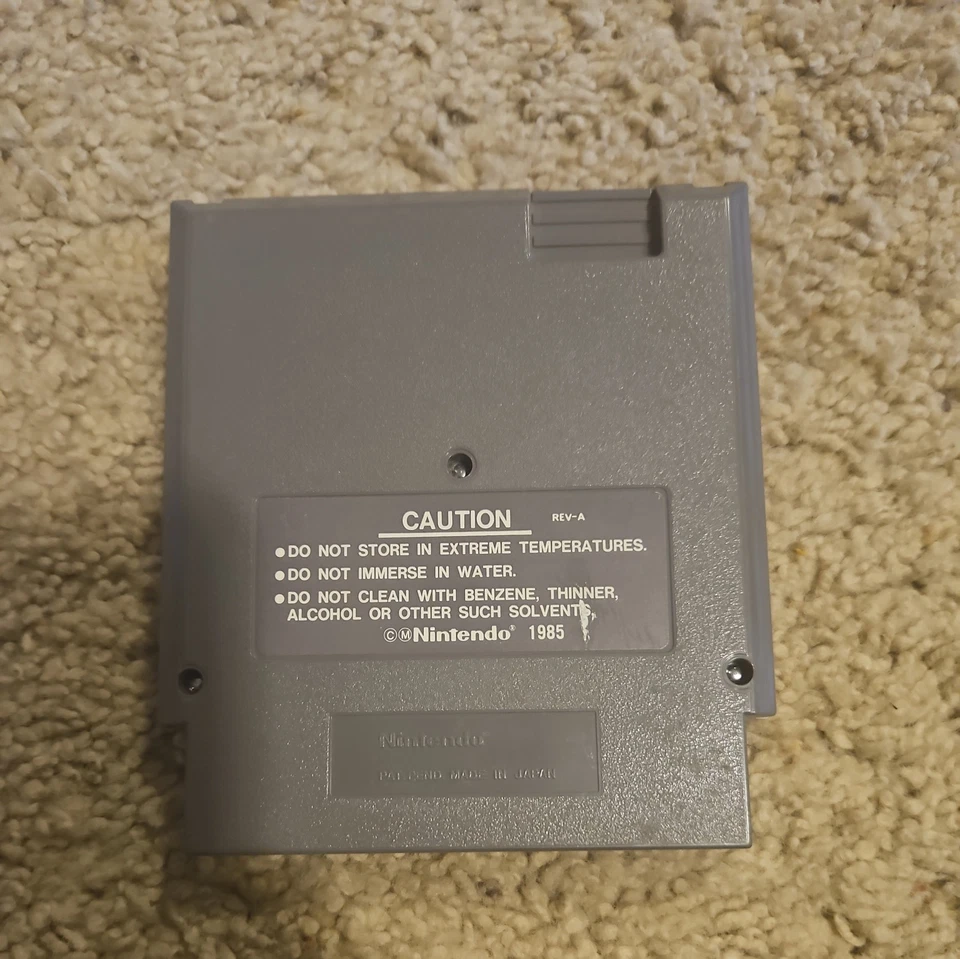 CAUTION REV-A
●DO NOT STORE IN EXTREME TEMPERATURES.
●DO NOT IMMERSE IN WATER.
●DO NOT CLEAN WITH BENZENE, THINNER,
ALCOHOL OR OTHER SUCH SOLVENTS.
©ⓂNintendo® 1985
Nintendo®
PAT. PEND MADE IN JAPAN